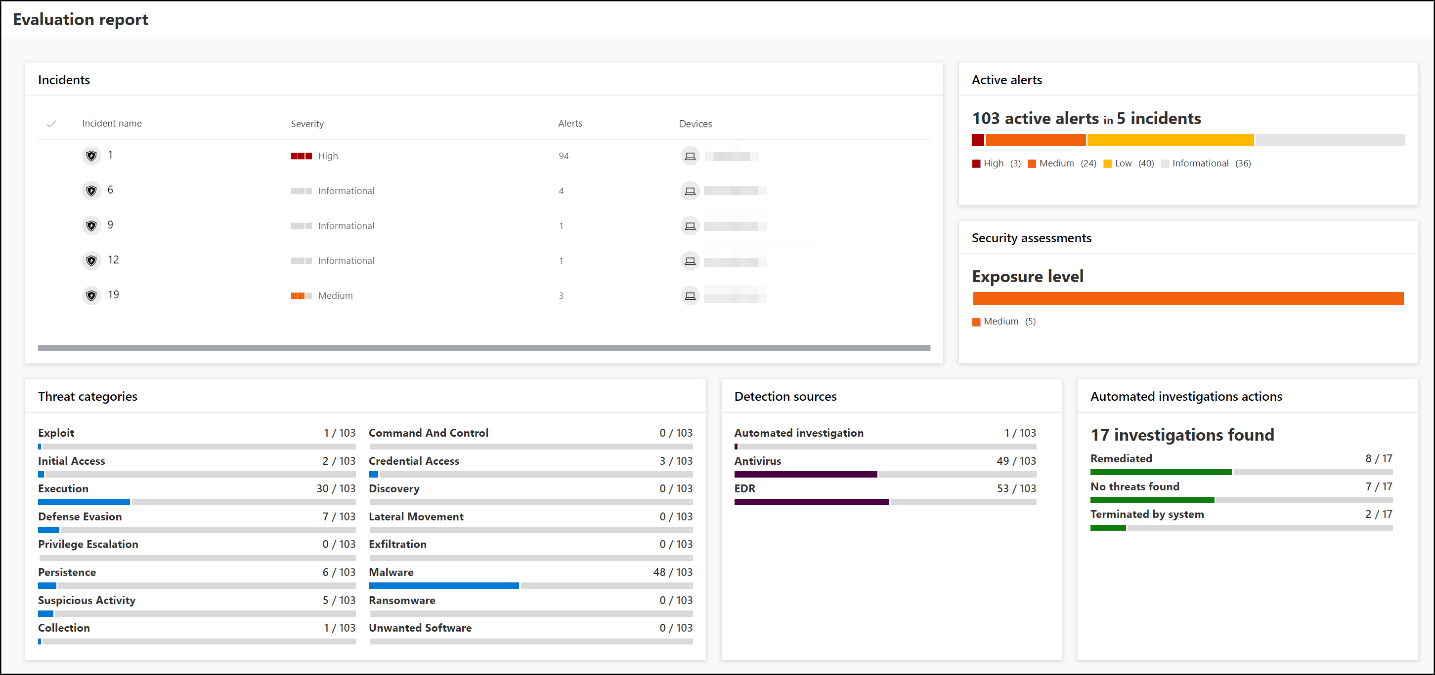 Evaluation report
Incidents
Incident name Severity Alerts Devices
1 High 94
6 Informational 4
9 Informational 1
12 Informational 1
19 Medium 3
Active alerts
103 active alerts in 5 incidents
High (3) Medium (24) Low (40) Informational (36)
Security assessments
Exposure level
Medium (5)
Threat categories
Exploit 1 / 103
Initial Access 2 / 103
Execution 30 / 103
Defense Evasion 7 / 103
Privilege Escalation 0 / 103
Persistence 6 / 103
Suspicious Activity 5 / 103
Collection 1 / 103
Command And Control 0 / 103
Credential Access 3 / 103
Discovery 0 / 103
Lateral Movement 0 / 103
Exfiltration 0 / 103
Malware 48 / 103
Ransomware 0 / 103
Unwanted Software 0 / 103
Detection sources
Automated investigation 1 / 103
Antivirus 49 / 103
EDR 53 / 103
Automated investigations actions
17 investigations found
Remediated 8 / 17
No threats found 7 / 17
Terminated by system 2 / 17